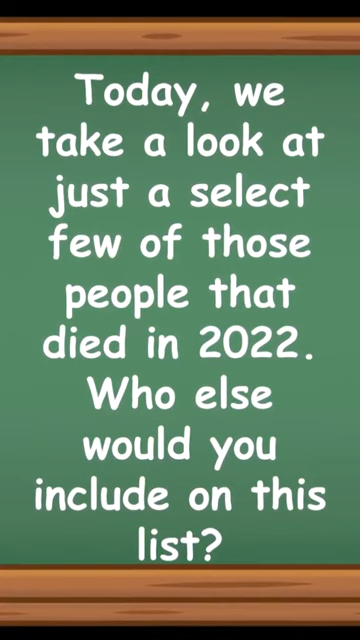 Today, we
take a look at
just a select
few of those
people that
died in 2022.
Who else
would you
include on this
list?